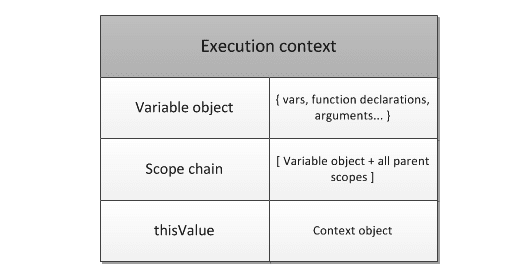 Execution context
Variable object
{ vars, function declarations,
arguments... }
Scope chain
[ Variable object + all parent
scopes ]
thisValue
Context object